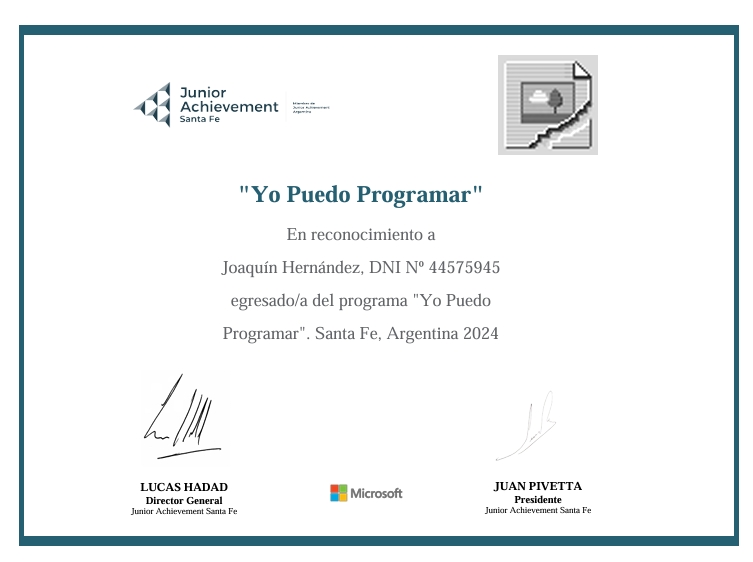 Junior
Achievement
Santa Fe
Miembro de
Junior Achievement
Argentina
"Yo Puedo Programar"
En reconocimiento a
Joaquín Hernández, DNI Nº 44575945
egresado/a del programa "Yo Puedo
Programar". Santa Fe, Argentina 2024
LUCAS HADAD
Director General
Junior Achievement Santa Fe
Microsoft
JUAN PIVETTA
Presidente
Junior Achievement Santa Fe